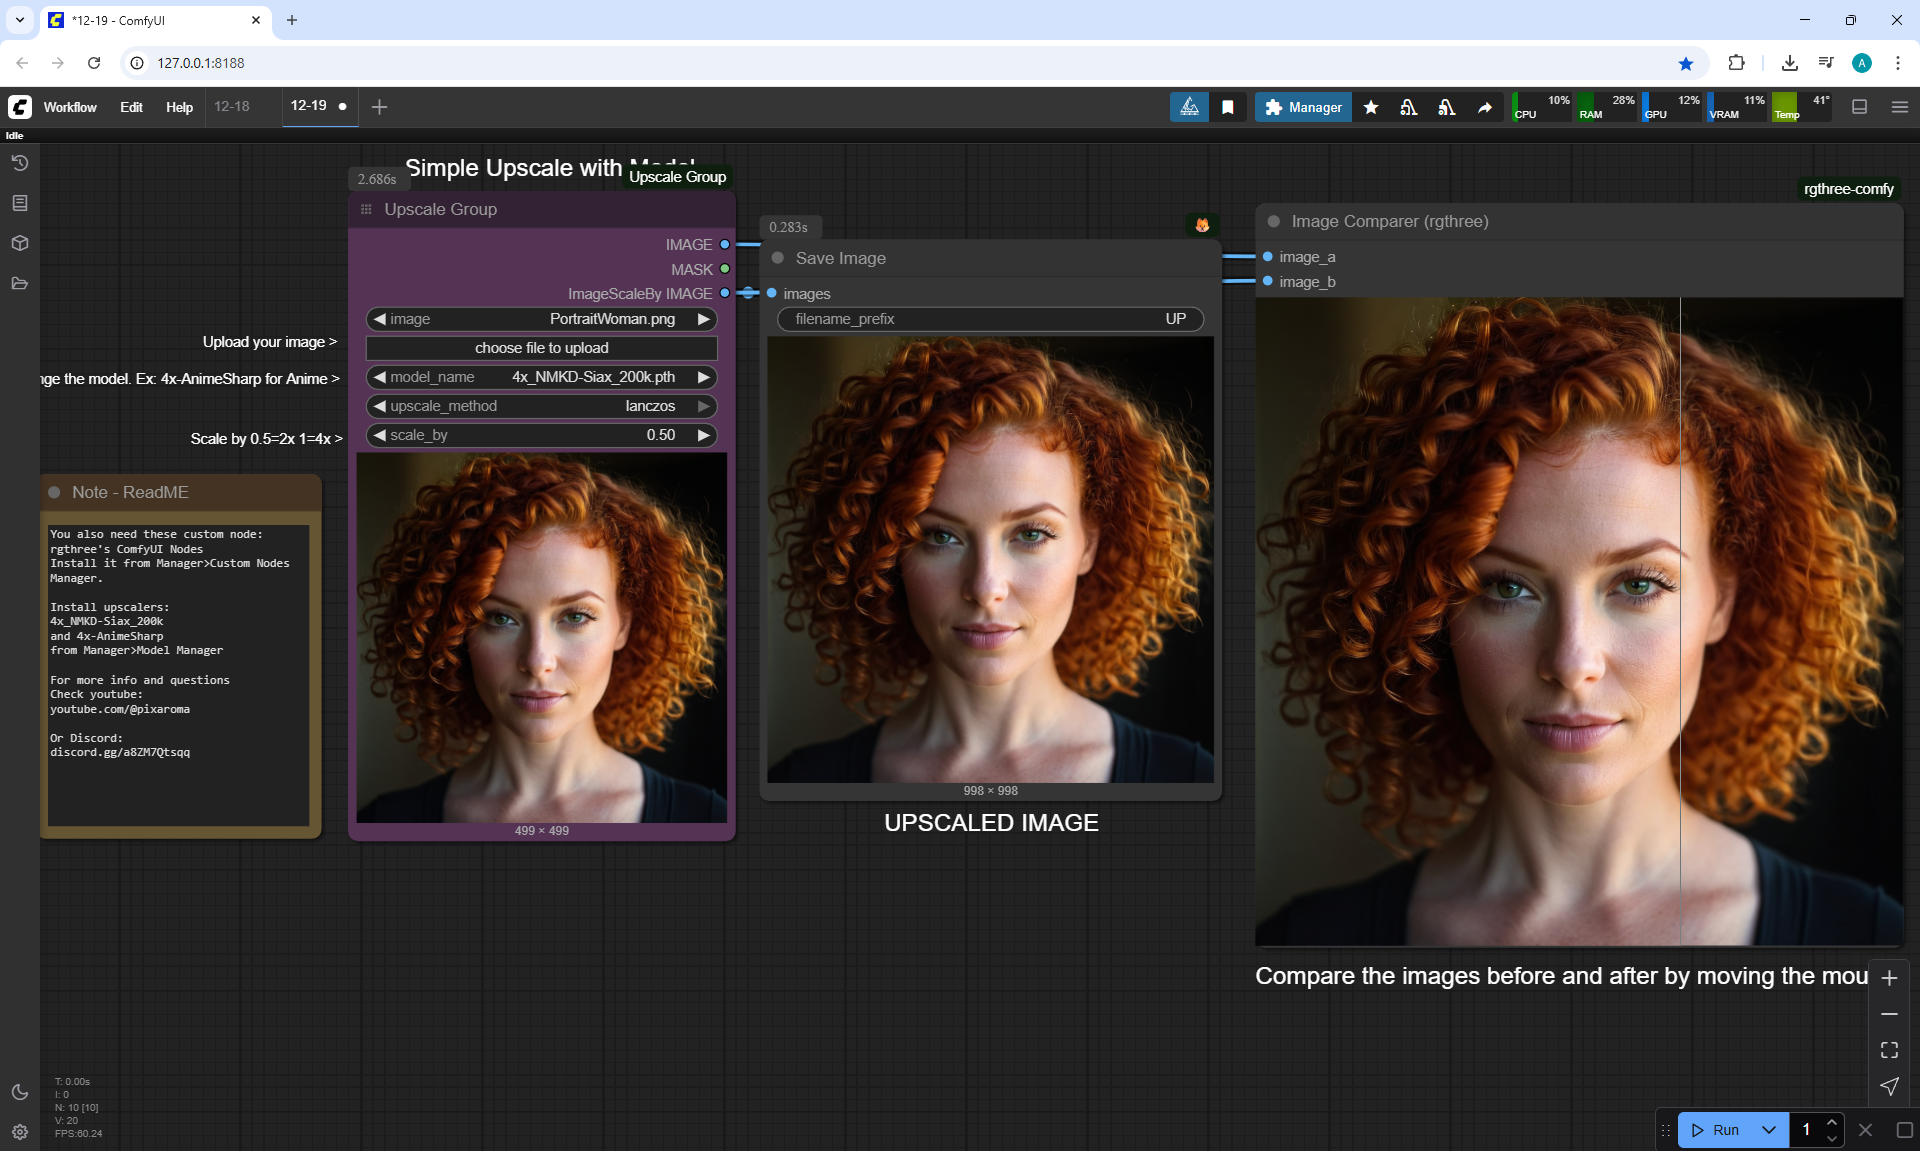 *12-19 - ComfyUI
127.0.0.1:8188
A
Workflow Edit Help 12-18 12-19
Manager
10% CPU
28% RAM
12% GPU
11% VRAM
41° Temp
Idle
Simple Upscale with Model
2.686s
Upscale Group
Upscale Group
IMAGE
MASK
ImageScaleBy IMAGE
image PortraitWoman.png
choose file to upload
model_name 4x_NMKD-Siax_200k.pth
upscale_method lanczos
scale_by 0.50
499 × 499
Upload your image >
nge the model. Ex: 4x-AnimeSharp for Anime >
Scale by 0.5=2x 1=4x >
Note - ReadME
You also need these custom node:
rgthree's ComfyUI Nodes
Install it from Manager>Custom Nodes
Manager.
Install upscalers:
4x_NMKD-Siax_200k
and 4x-AnimeSharp
from Manager>Model Manager
For more info and questions
Check youtube:
youtube.com/@pixaroma
Or Discord:
discord.gg/a8ZM7Qtsqq
0.283s
Save Image
images
filename_prefix UP
998 × 998
UPSCALED IMAGE
rgthree-comfy
Image Comparer (rgthree)
image_a
image_b
Compare the images before and after by moving the mou
T: 0.00s
I: 0
N: 10 [10]
V: 20
FPS:60.24
Run
1